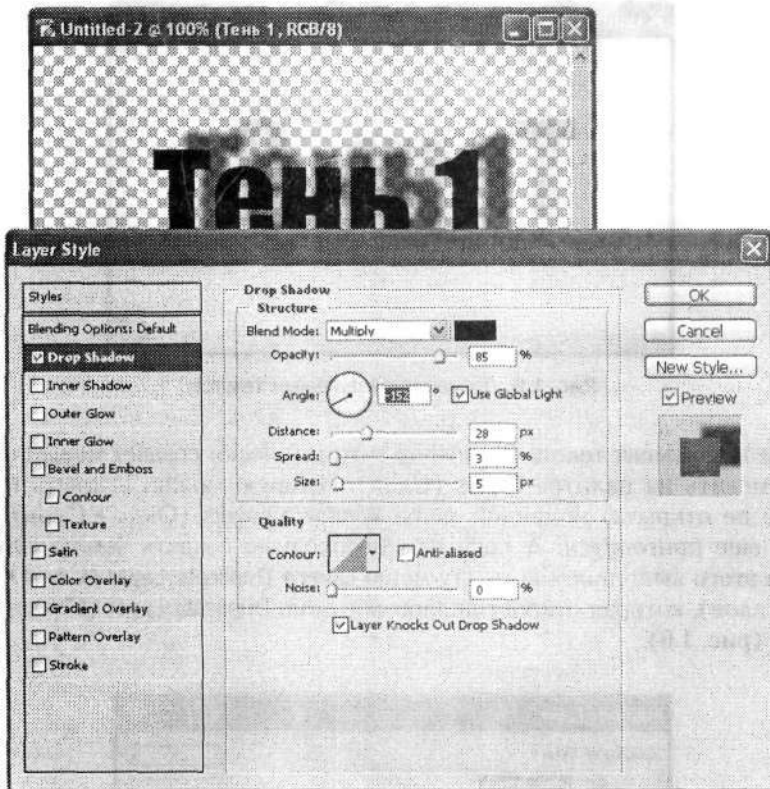 Untitled-2 @ 100% (Тень 1, RGB/8)
Тень 1
Layer Style
Styles
Blending Options: Default
Drop Shadow
Inner Shadow
Outer Glow
Inner Glow
Bevel and Emboss
Contour
Texture
Satin
Color Overlay
Gradient Overlay
Pattern Overlay
Stroke
Drop Shadow
Structure
Blend Mode: Multiply
Opacity: 85 %
Angle: -152 ° Use Global Light
Distance: 28 px
Spread: 3 %
Size: 5 px
Quality
Contour: Anti-aliased
Noise: 0 %
Layer Knocks Out Drop Shadow
OK
Cancel
New Style...
Preview